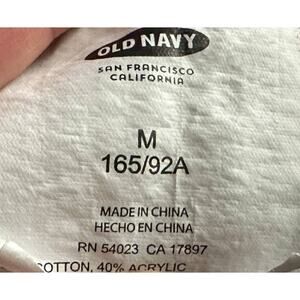 OLD NAVY
SAN FRANCISCO
CALIFORNIA
M
165/92A
MADE IN CHINA
HECHO EN CHINA
RN 54023 CA 17897
COTTON, 40% ACRYLIC